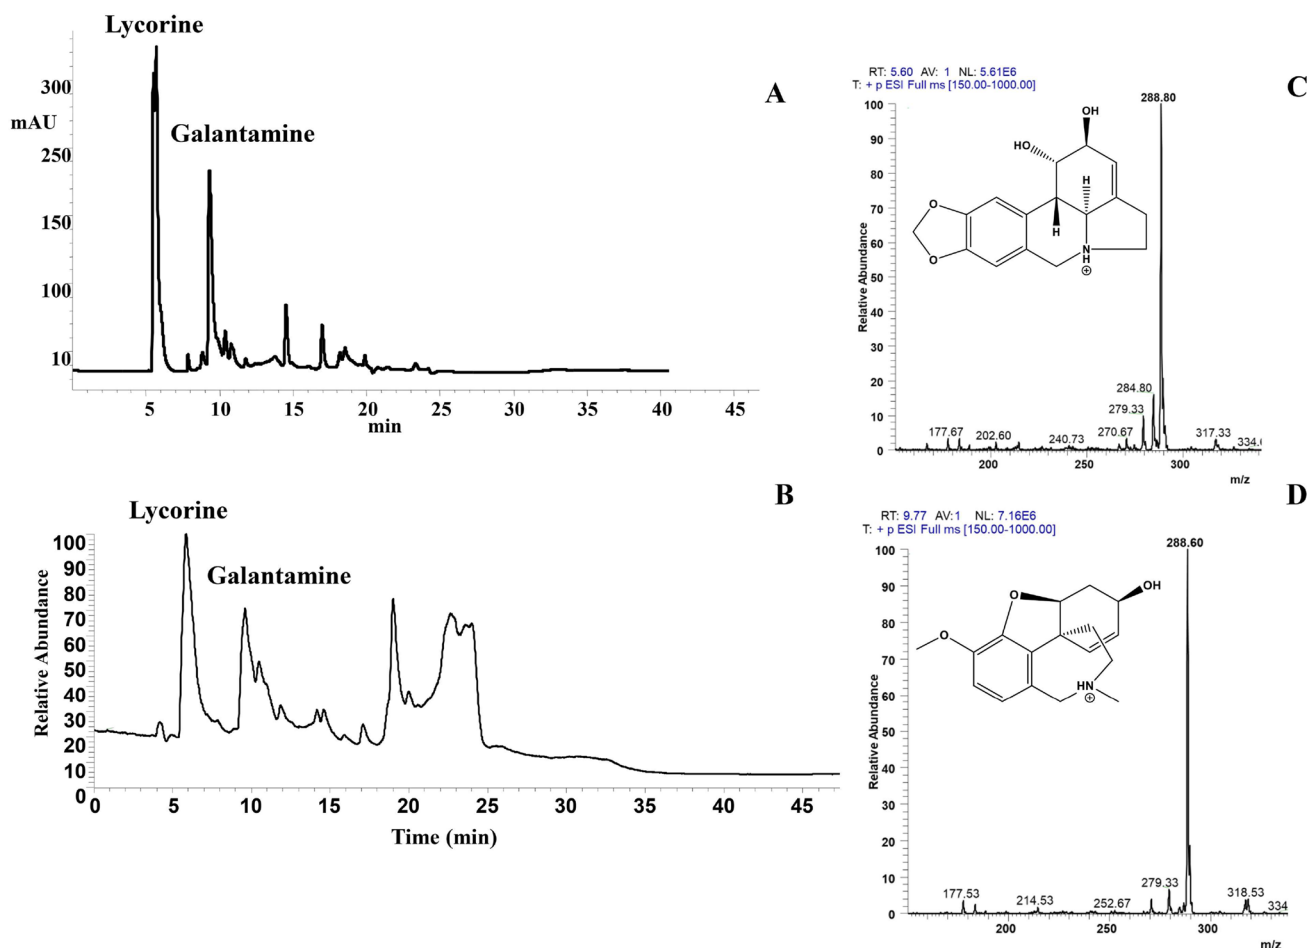 Lycorine
A
mAU
300
Galantamine
250
150
100
10
5 10 15 20 25 30 35 40 45
min
B
Lycorine
Galantamine
Relative Abundance
100
90
80
70
60
50
40
30
20
10
0
0 5 10 15 20 25 30 35 40 45
Time (min)
C
RT: 5.60 AV: 1 NL: 5.61E6
T: + p ESI Full ms [150.00-1000.00]
288.80
Relative Abundance
100
90
80
70
60
50
40
30
20
10
0
OH
HO
H
H
O
O
N
H
⊕
284.80
279.33
177.67 202.60 240.73 270.67 317.33
200 250 300
m/z
D
RT: 9.77 AV:1 NL: 7.16E6
T: + p ESI Full ms [150.00-1000.00]
288.60
Relative Abundance
100
90
80
70
60
50
40
30
20
10
0
O
OH
O
HN
⊕
279.33
177.53 214.53 252.67 318.53 334
200 250 300
m/z